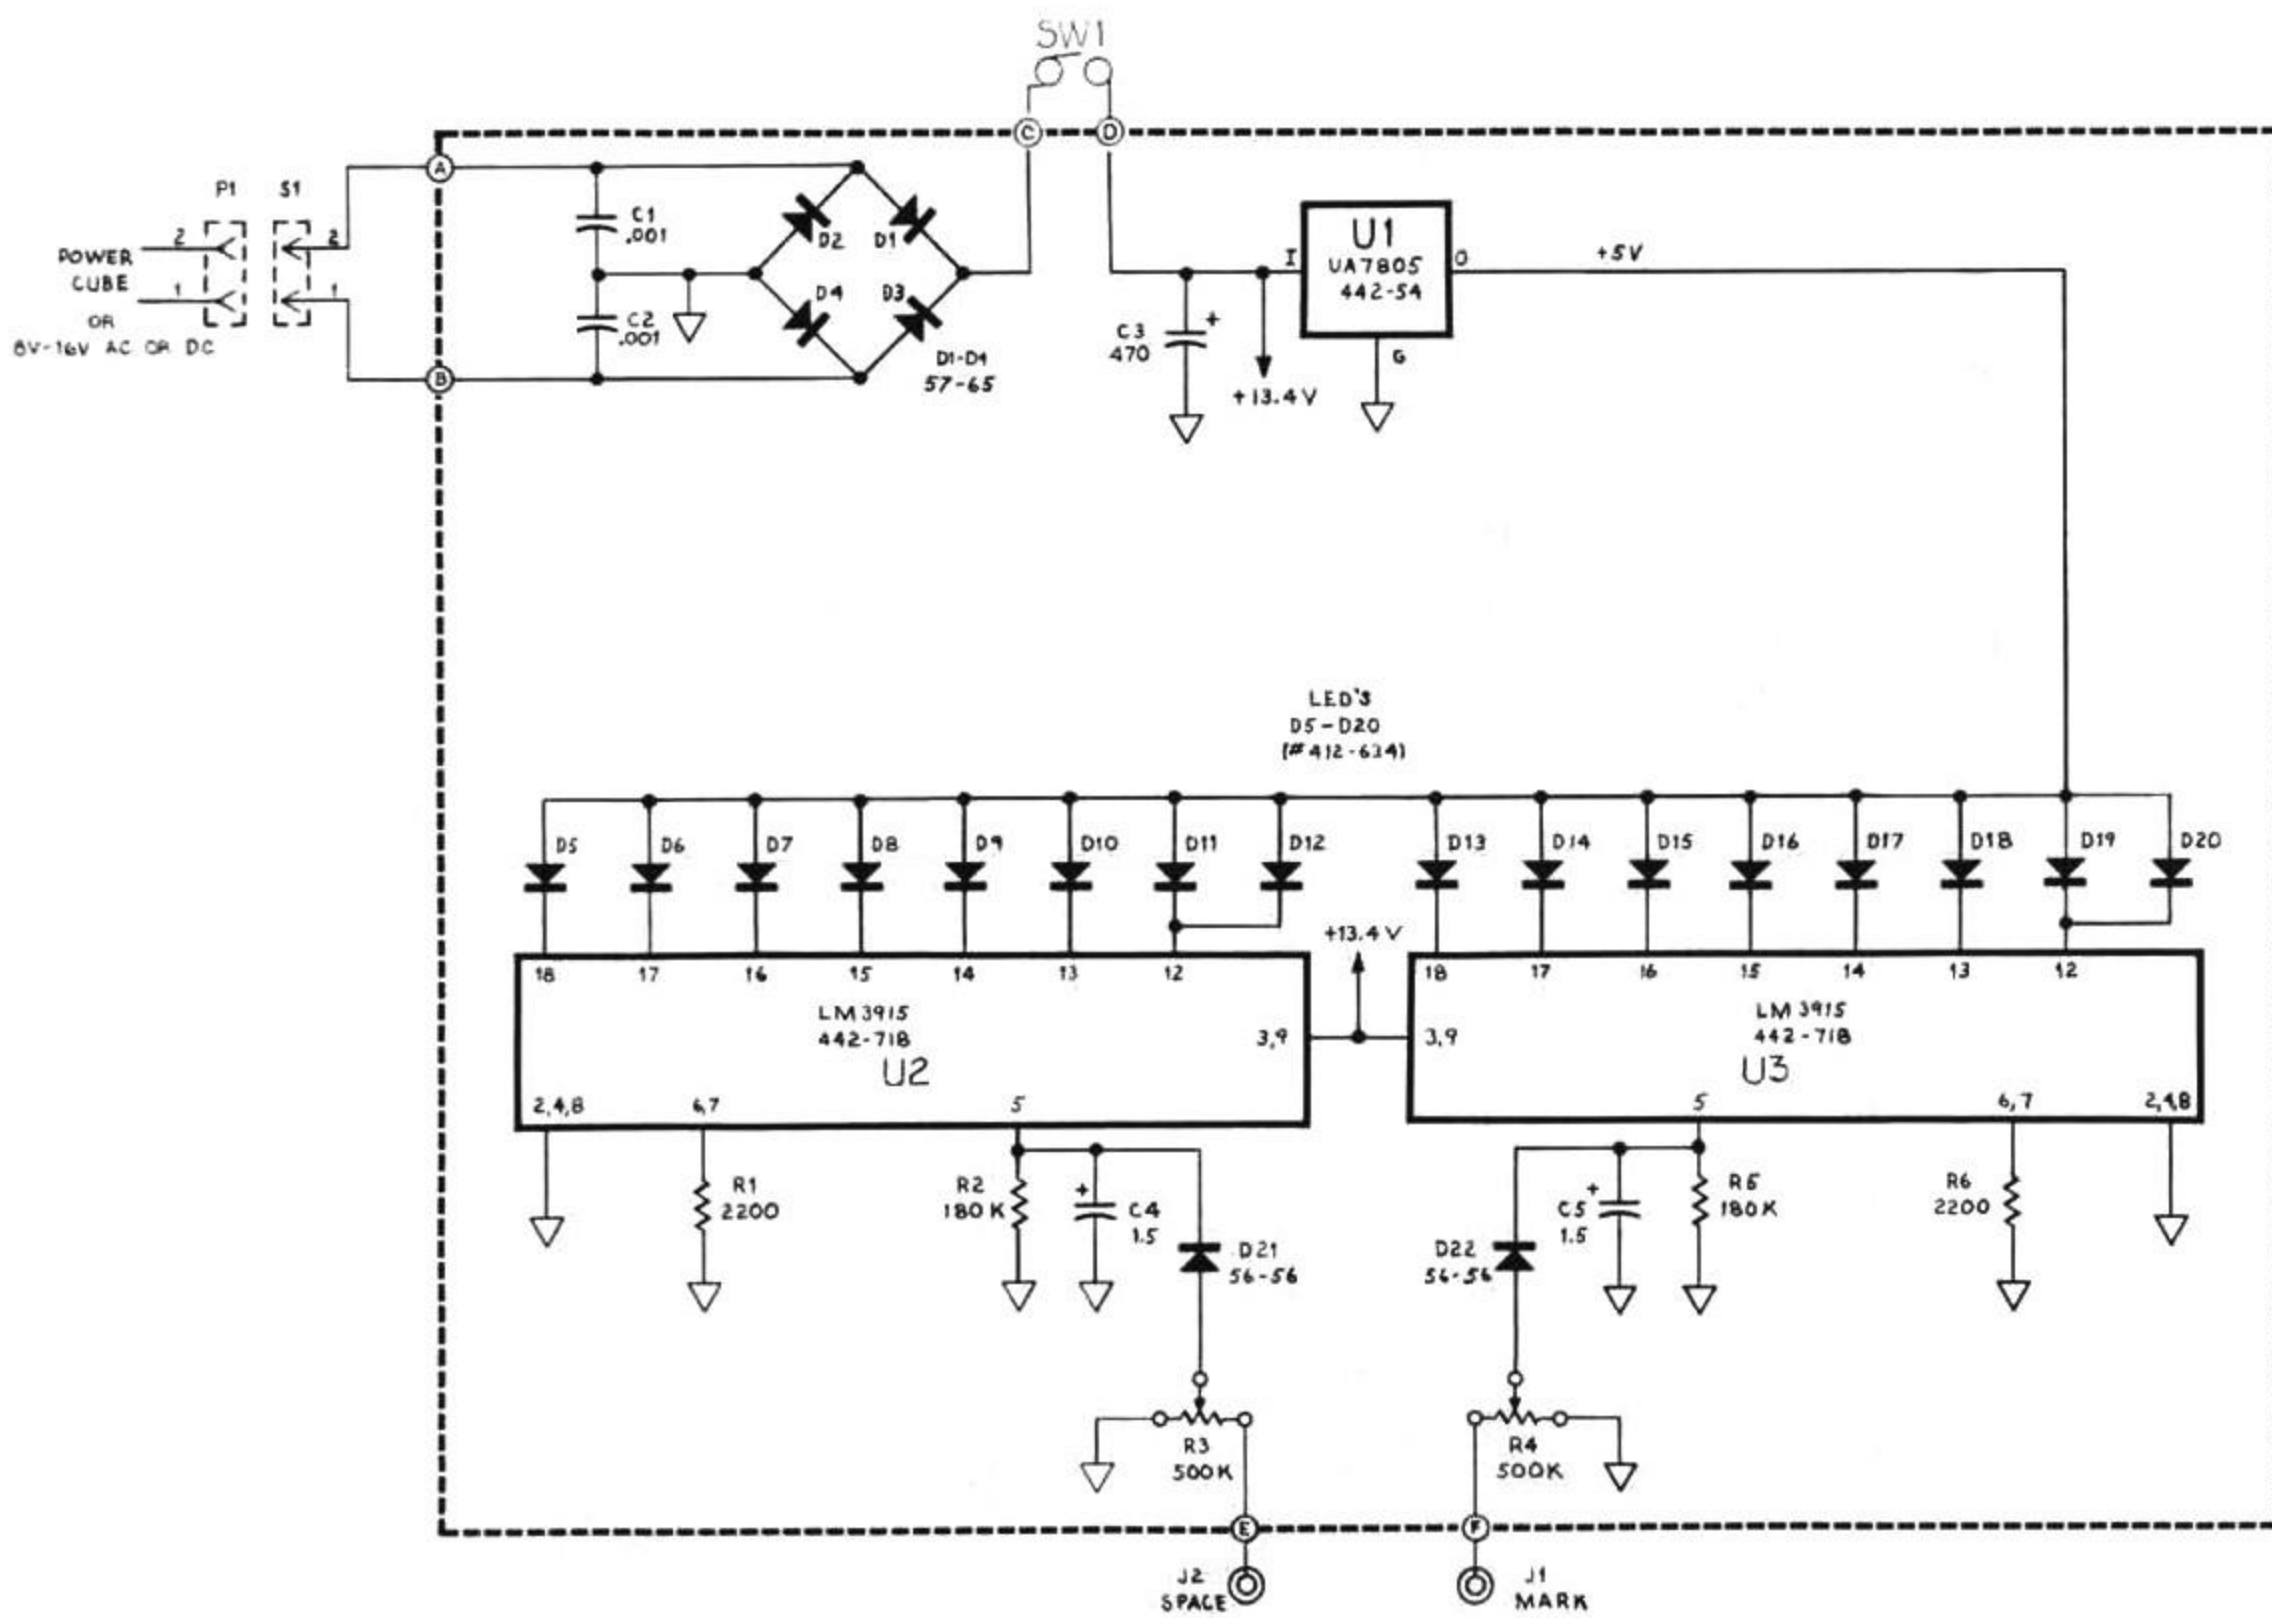 SW1
C
D
A
P1
S1
C1
.001
2
2
POWER
CUBE
1
1
OR
8V-16V AC OR DC
C2
.001
B
D2
D1
D4
D3
D1-D4
57-65
C3
470
+
+13.4V
I
U1
UA7805
442-54
O
G
+5V
LED'S
D5-D20
(#412-634)
D5
D6
D7
D8
D9
D10
D11
D12
D13
D14
D15
D16
D17
D18
D19
D20
+13.4V
18
17
16
15
14
13
12
18
17
16
15
14
13
12
LM3915
442-718
U2
3,9
3,9
LM3915
442-718
U3
2,4,8
6,7
5
5
6,7
2,4,8
R1
2200
R2
180K
+
C4
1.5
D21
56-56
D22
56-56
+
C5
1.5
R5
180K
R6
2200
R3
500K
R4
500K
E
F
J2
SPACE
J1
MARK